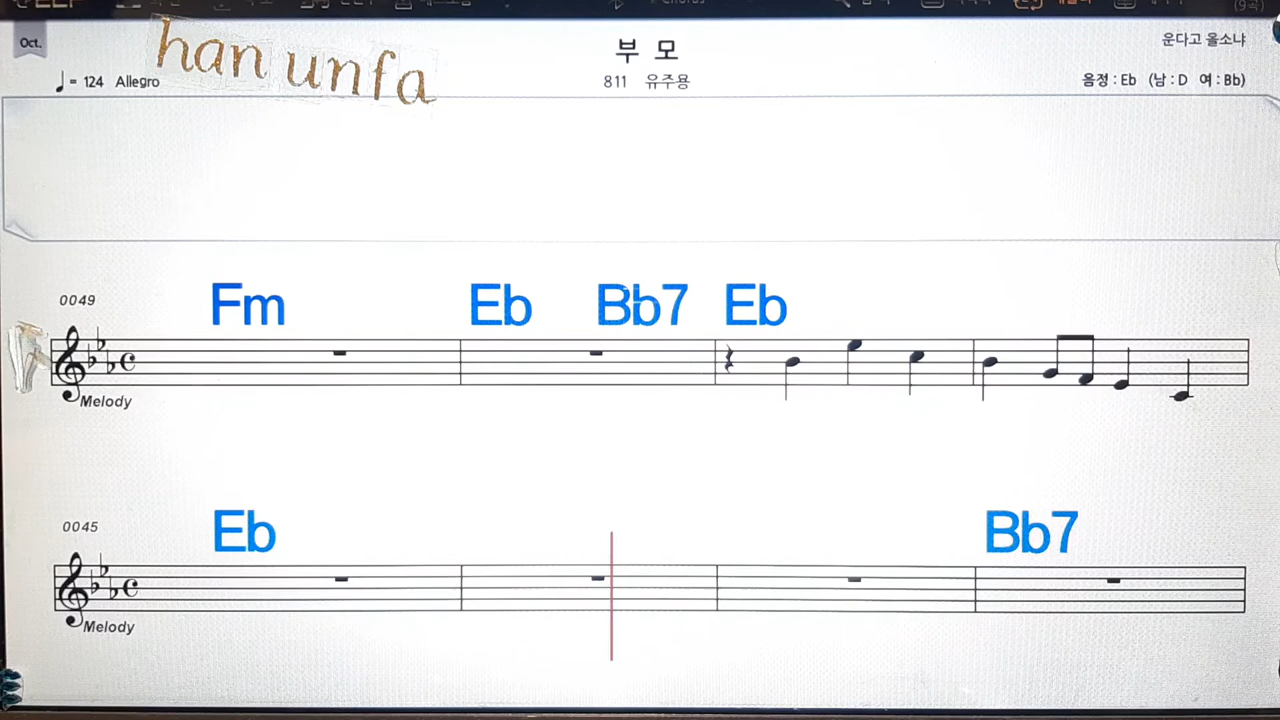 Oct.
han unfa
부 모
운다고 올소냐
♩= 124 Allegro
811 유주용
음정 : Eb (남 : D 여 : Bb)
0049
Fm Eb Bb7 Eb
Melody
0045
Eb Bb7
Melody